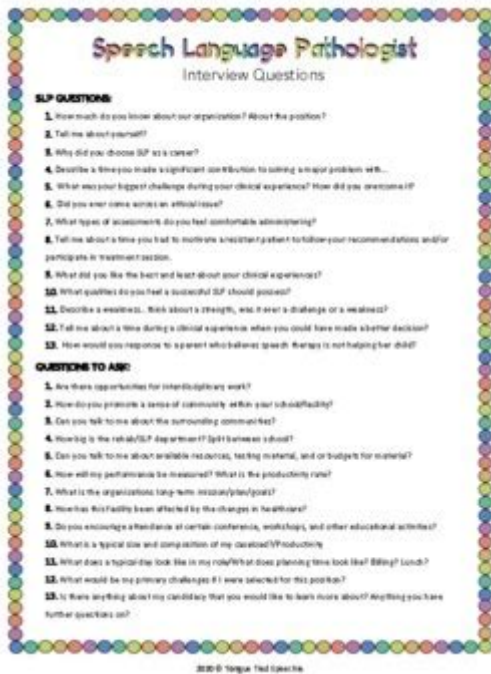 Speech Language Pathologist
Interview Questions
SLP QUESTIONS:
1. How much do you know about our organization? About the position?
2. Tell me about yourself?
3. Why did you choose SLP as a career?
4. Describe a time you made a significant contribution to solving a major problem with...
5. What was your biggest challenge during your clinical experience? How did you overcome it?
6. Did you ever come across an ethical issue?
7. What types of assessments do you feel comfortable administering?
8. Tell me about a time you had to motivate a resistant patient to follow your recommendations and/or
participate in treatment session.
9. What did you like the best and least about your clinical experiences?
10. What qualities do you feel a successful SLP should possess?
11. Describe a weakness.. think about a strength, was it ever a challenge or a weakness?
12. Tell me about a time during a clinical experience when you could have made a better decision?
13. How would you response to a parent who believes speech therapy is not helping her child?
QUESTIONS TO ASK:
1. Are there opportunities for interdisciplinary work?
2. How do you promote a sense of community within your school/facility?
3. Can you talk to me about the surrounding communities?
4. How big is the rehab/SLP department? Split between school?
5. Can you talk to me about available resources, testing material, and or budgets for material?
6. How will my performance be measured? What is the productivity rate?
7. What is the organizations long-term mission/plan/goals?
8. How has this facility been affected by the changes in healthcare?
9. Do you encourage attendance at certain conference, workshops, and other educational activities?
10. What is a typical size and composition of my caseload?/Productivity
11. What does a typical day look like in my role/What does planning time look like? Billing? Lunch?
12. What would be my primary challenges if I were selected for this position?
13. Is there anything about my candidacy that you would like to learn more about? Anything you have
further questions on?
2020 © Tongue Tied Speechie